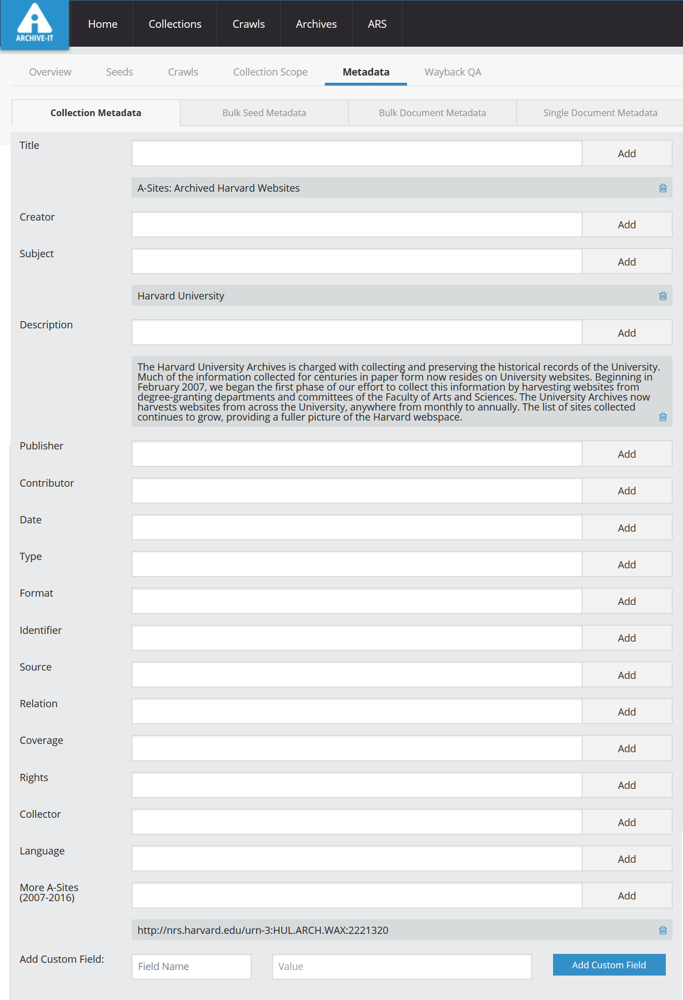 ARCHIVE-IT
Home Collections Crawls Archives ARS
Overview Seeds Crawls Collection Scope Metadata Wayback QA
Collection Metadata Bulk Seed Metadata Bulk Document Metadata Single Document Metadata
Title Add
A-Sites: Archived Harvard Websites
Creator Add
Subject Add
Harvard University
Description Add
The Harvard University Archives is charged with collecting and preserving the historical records of the University.
Much of the information collected for centuries in paper form now resides on University websites. Beginning in
February 2007, we began the first phase of our effort to collect this information by harvesting websites from
degree-granting departments and committees of the Faculty of Arts and Sciences. The University Archives now
harvests websites from across the University, anywhere from monthly to annually. The list of sites collected
continues to grow, providing a fuller picture of the Harvard webspace.
Publisher Add
Contributor Add
Date Add
Type Add
Format Add
Identifier Add
Source Add
Relation Add
Coverage Add
Rights Add
Collector Add
Language Add
More A-Sites
(2007-2016) Add
http://nrs.harvard.edu/urn-3:HUL.ARCH.WAX:2221320
Add Custom Field: Field Name Value Add Custom Field